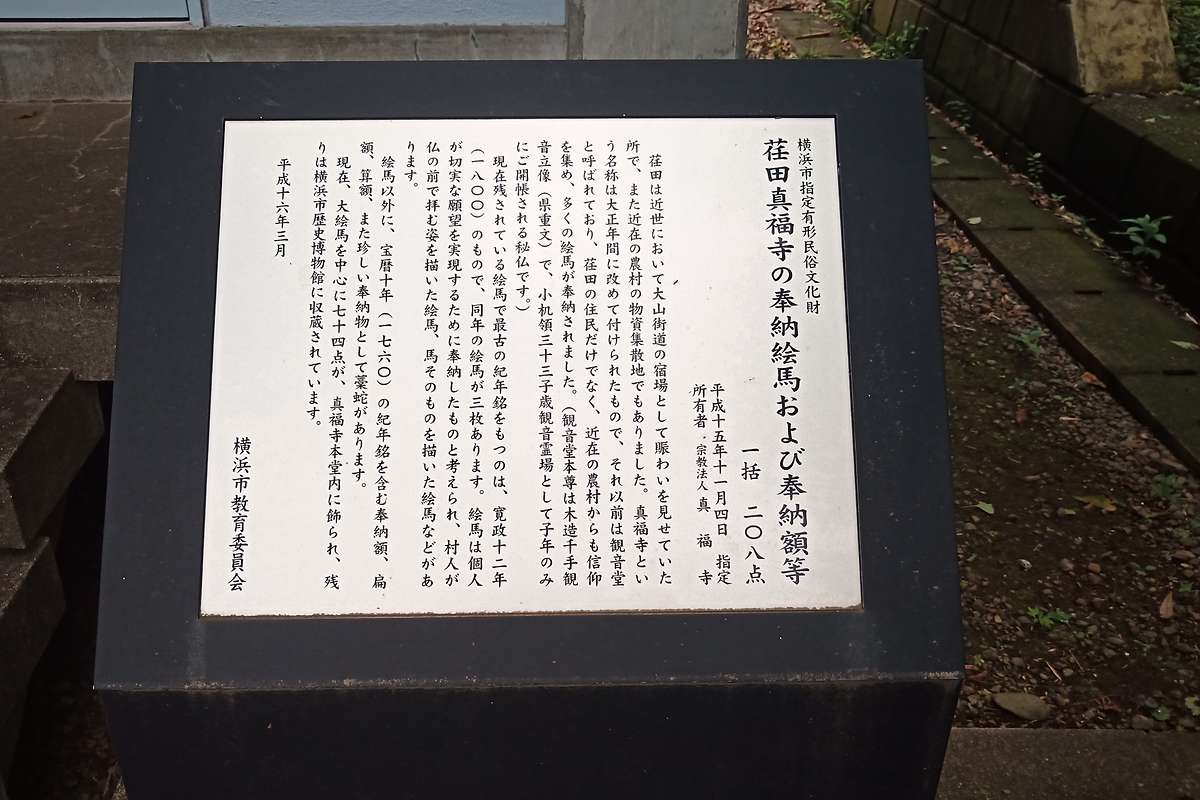 横浜市指定有形民俗文化財
荏田真福寺の奉納絵馬および奉納額等
一括　二〇八点
平成十五年十一月四日　指定
所有者：宗教法人　真　福　寺
荏田は近世において大山街道の宿場として賑わいを見せていた
所で、また近在の農村の物資集散地でもありました。真福寺とい
う名称は大正年間に改めて付けられたもので、それ以前は観音堂
と呼ばれており、荏田の住民だけでなく、近在の農村からも信仰
を集め、多くの絵馬が奉納されました。（観音堂本尊は木造千手観
音立像（県重文）で、小机領三十三子歳観音霊場として子年のみ
にご開帳される秘仏です。）
現在残されている絵馬で最古の紀年銘をもつのは、寛政十二年
（一八〇〇）のもので、同年の絵馬が三枚あります。絵馬は個人
が切実な願望を実現するために奉納したものと考えられ、村人が
仏の前で拝む姿を描いた絵馬、馬そのものを描いた絵馬などがあ
ります。
絵馬以外に、宝暦十年（一七六〇）の紀年銘を含む奉納額、扁
額、算額、また珍しい奉納物として藁蛇があります。
現在、大絵馬を中心に七十四点が、真福寺本堂内に飾られ、残
りは横浜市歴史博物館に収蔵されています。
平成十六年三月
横浜市教育委員会